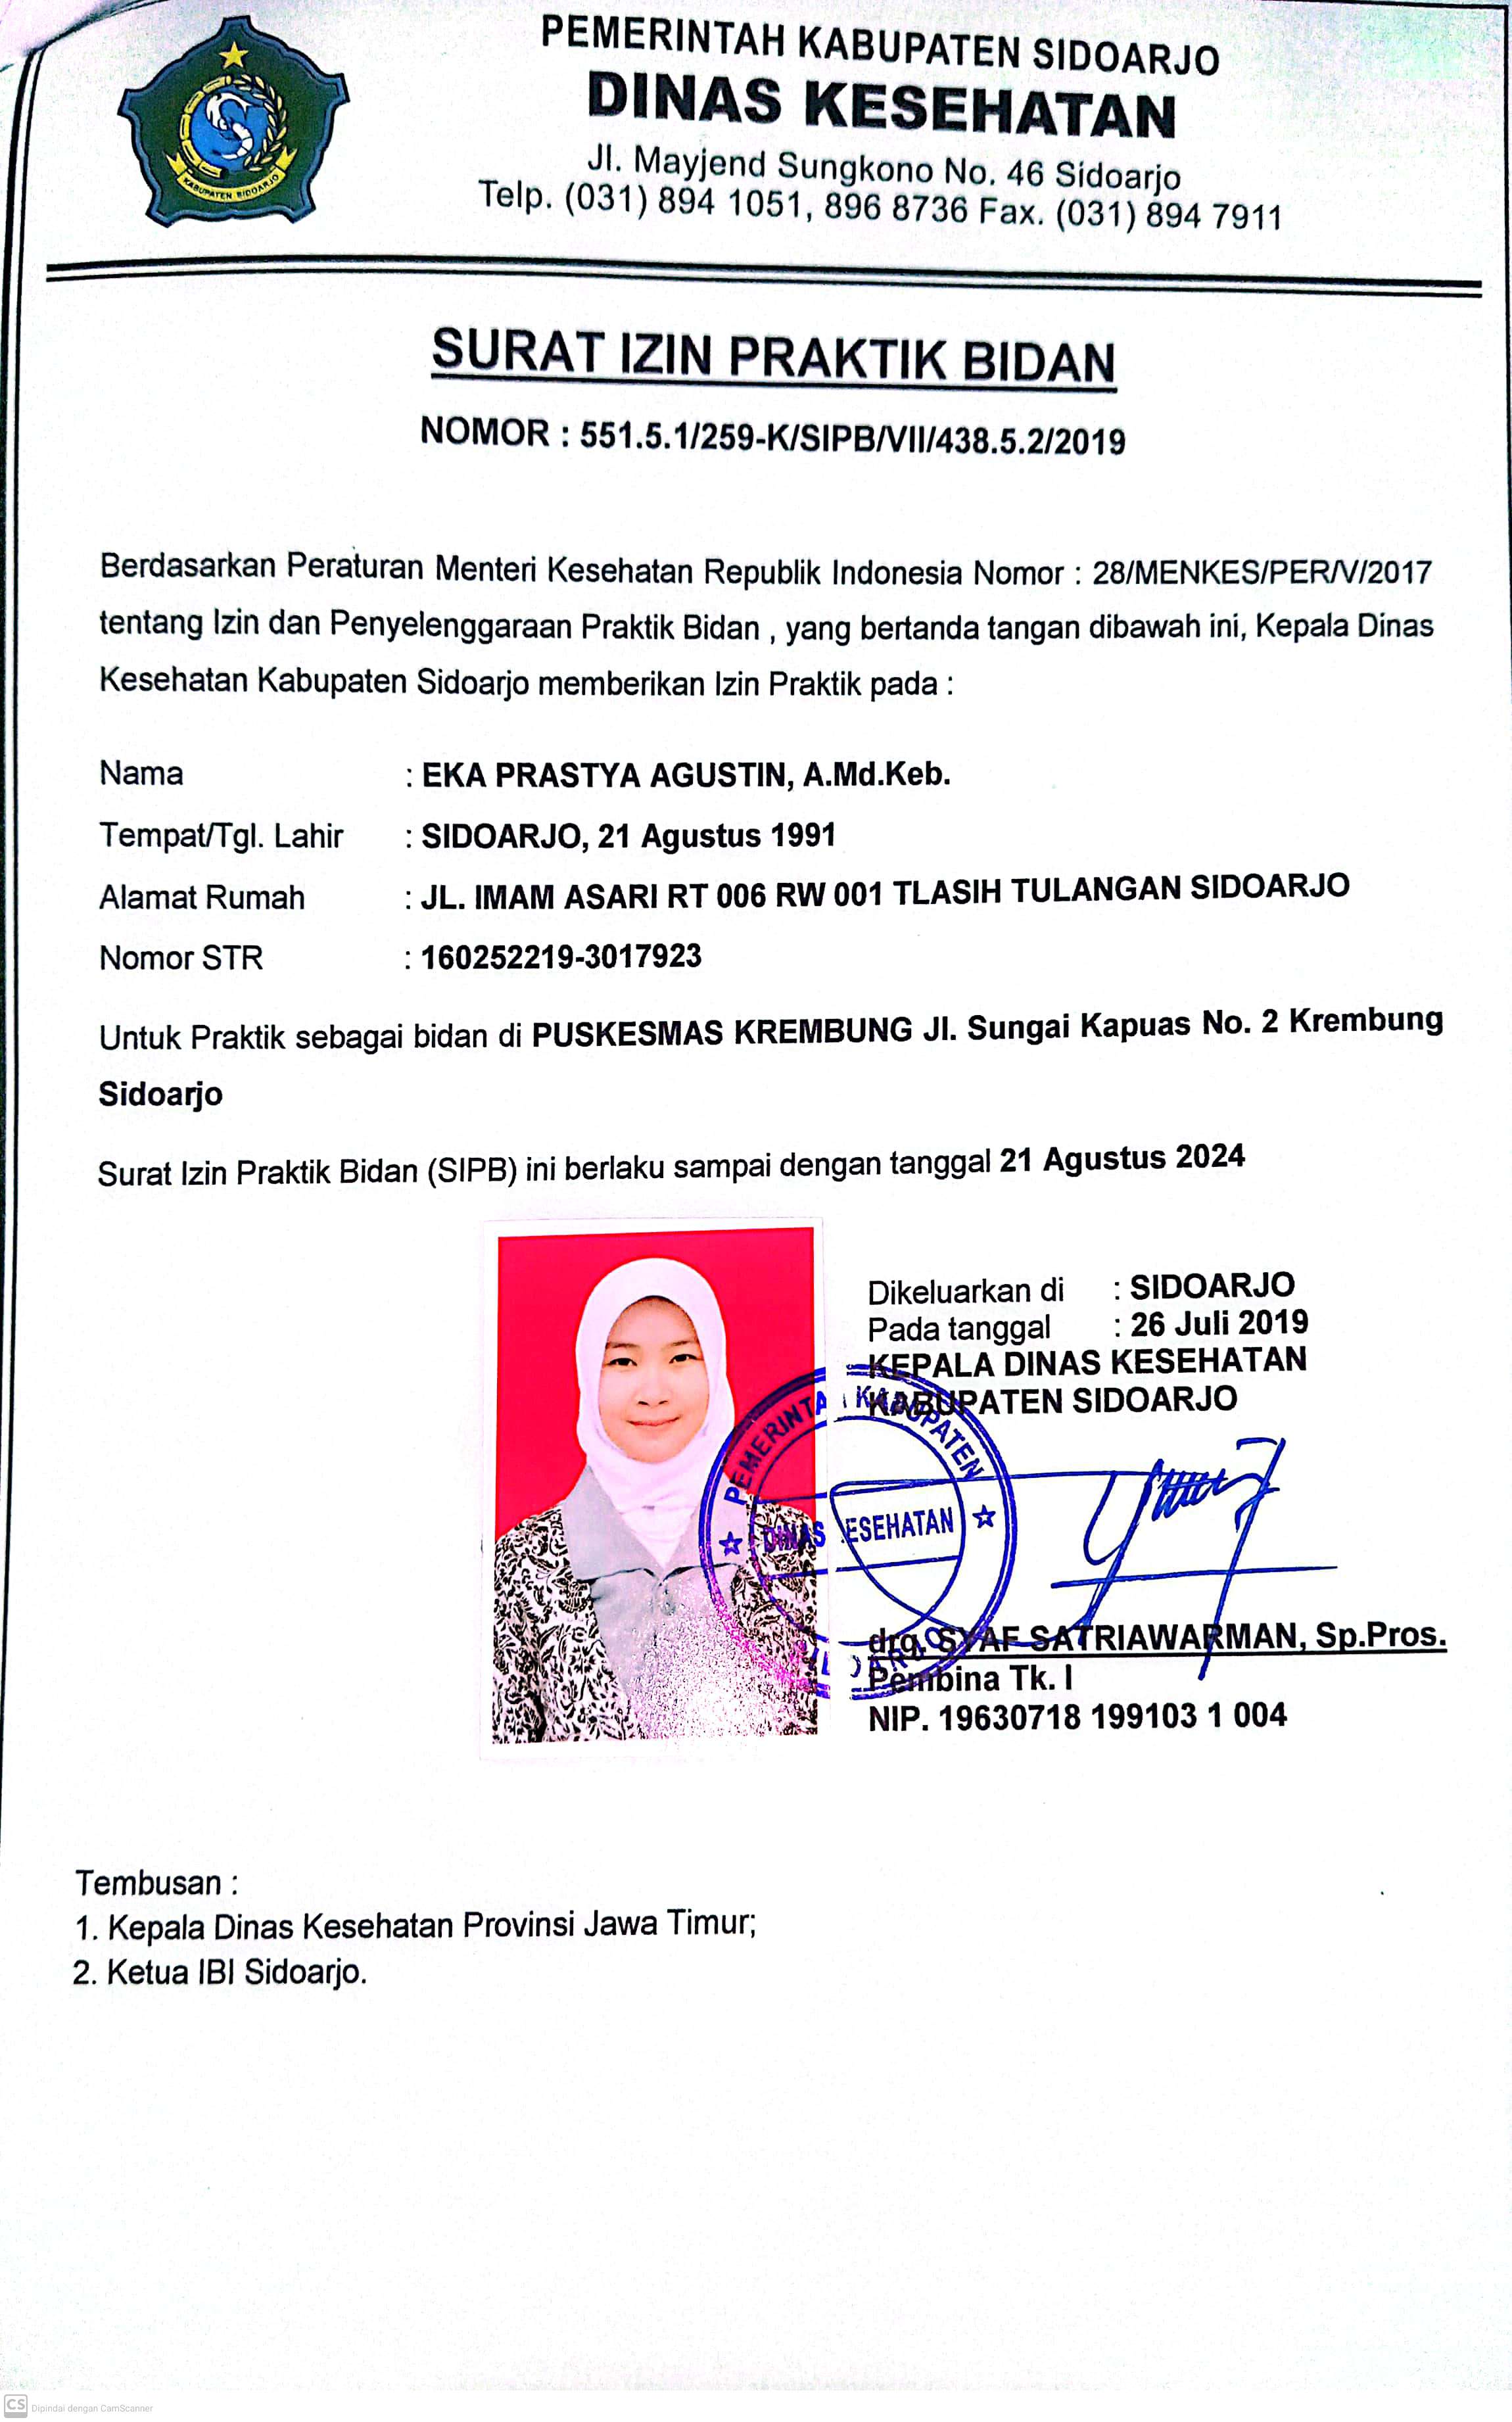 PEMERINTAH KABUPATEN SIDOARJO
DINAS KESEHATAN
Jl. Mayjend Sungkono No. 46 Sidoarjo
Telp. (031) 894 1051, 896 8736 Fax. (031) 894 7911
KABUPATEN SIDOARJO
SURAT IZIN PRAKTIK BIDAN
NOMOR : 551.5.1/259-K/SIPB/VII/438.5.2/2019
Berdasarkan Peraturan Menteri Kesehatan Republik Indonesia Nomor : 28/MENKES/PER/V/2017
tentang Izin dan Penyelenggaraan Praktik Bidan , yang bertanda tangan dibawah ini, Kepala Dinas
Kesehatan Kabupaten Sidoarjo memberikan Izin Praktik pada :
Nama : EKA PRASTYA AGUSTIN, A.Md.Keb.
Tempat/Tgl. Lahir : SIDOARJO, 21 Agustus 1991
Alamat Rumah : JL. IMAM ASARI RT 006 RW 001 TLASIH TULANGAN SIDOARJO
Nomor STR : 160252219-3017923
Untuk Praktik sebagai bidan di PUSKESMAS KREMBUNG Jl. Sungai Kapuas No. 2 Krembung
Sidoarjo
Surat Izin Praktik Bidan (SIPB) ini berlaku sampai dengan tanggal 21 Agustus 2024
Dikeluarkan di : SIDOARJO
Pada tanggal : 26 Juli 2019
KEPALA DINAS KESEHATAN
KABUPATEN SIDOARJO
PEMERINTA KABUPATEN
DINAS ESEHATAN
drg. SYAF SATRIAWARMAN, Sp.Pros.
Pembina Tk. I
NIP. 19630718 199103 1 004
Tembusan :
1. Kepala Dinas Kesehatan Provinsi Jawa Timur;
2. Ketua IBI Sidoarjo.
CS Dipindai dengan CamScanner